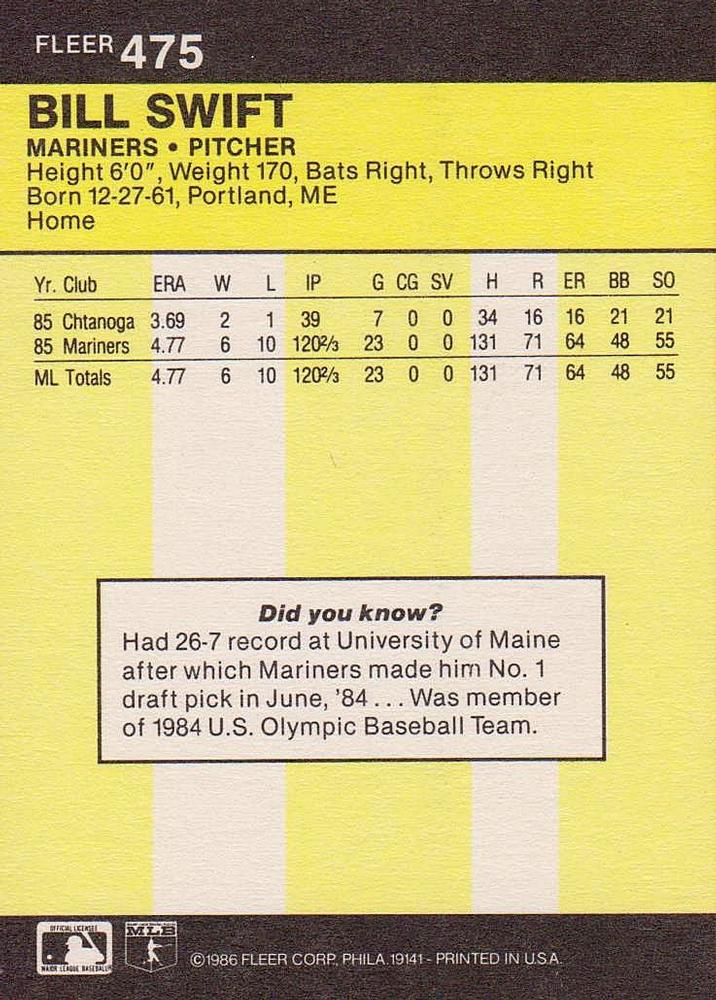 FLEER 475
BILL SWIFT
MARINERS • PITCHER
Height 6'0", Weight 170, Bats Right, Throws Right
Born 12-27-61, Portland, ME
Home
Yr. Club ERA W L IP G CG SV H R ER BB SO
85 Chtanoga 3.69 2 1 39 7 0 0 34 16 16 21 21
85 Mariners 4.77 6 10 120⅔ 23 0 0 131 71 64 48 55
ML Totals 4.77 6 10 120⅔ 23 0 0 131 71 64 48 55
Did you know?
Had 26-7 record at University of Maine
after which Mariners made him No. 1
draft pick in June, '84 . . . Was member
of 1984 U.S. Olympic Baseball Team.
OFFICIAL LICENSEE
MAJOR LEAGUE BASEBALL
MLB
©1986 FLEER CORP., PHILA. 19141 - PRINTED IN U.S.A.